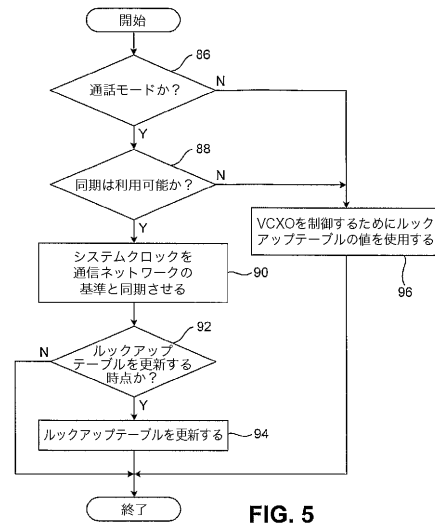 開始
86
通話モードか?
N
Y
88
同期は利用可能か?
N
Y
VCXOを制御するためにルック
アップテーブルの値を使用する
96
システムクロックを
通信ネットワークの
基準と同期させる
90
92
N
ルックアップ
テーブルを更新する
時点か?
Y
ルックアップテーブルを更新する
94
終了
FIG. 5